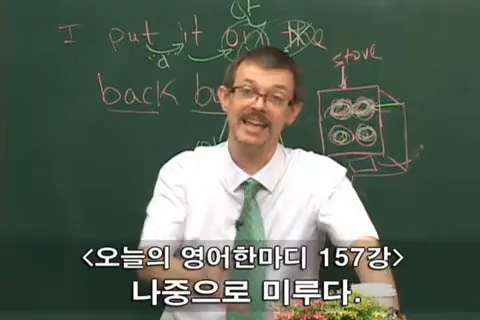 I put it on the
stove
back
<오늘의 영어한마디 157강>
나중으로 미루다.